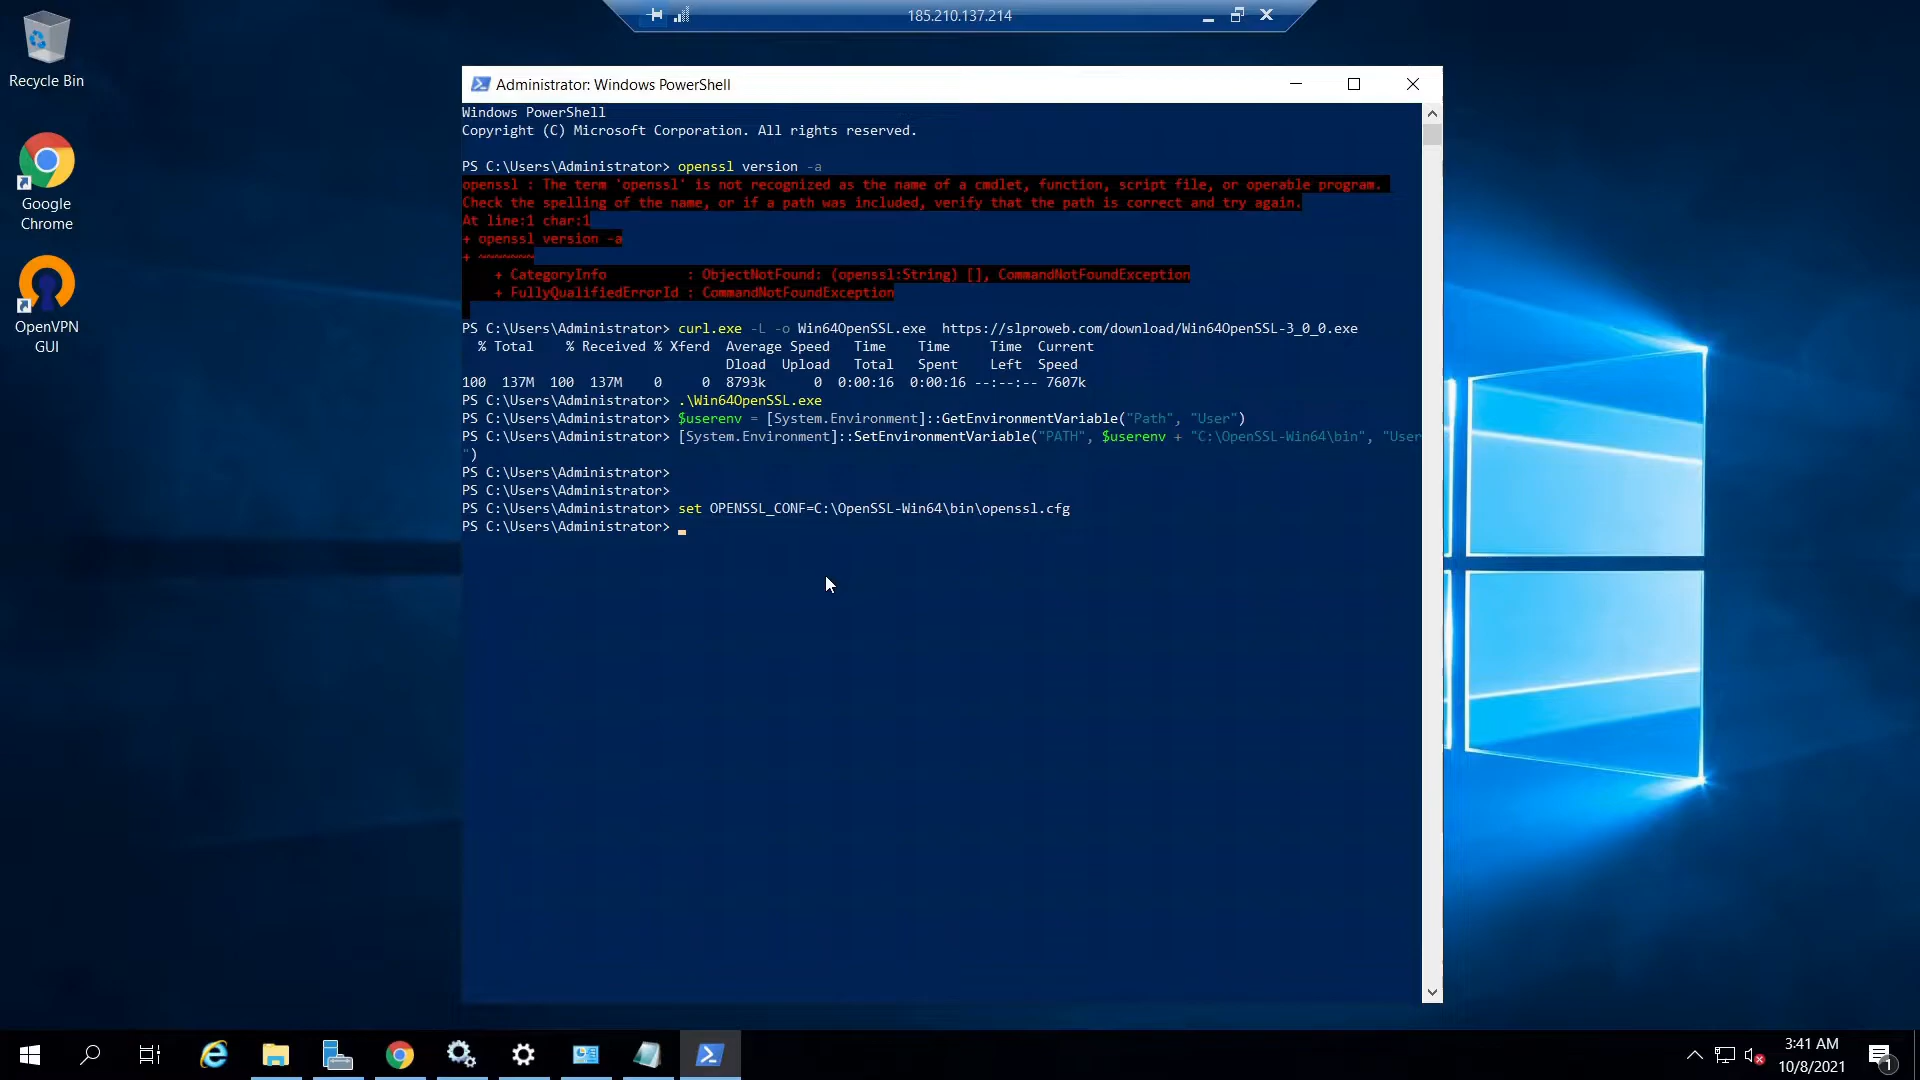 185.210.137.214
Recycle Bin
Google
Chrome
OpenVPN
GUI
Administrator: Windows PowerShell
Windows PowerShell
Copyright (C) Microsoft Corporation. All rights reserved.
PS C:\Users\Administrator> openssl version -a
openssl : The term 'openssl' is not recognized as the name of a cmdlet, function, script file, or operable program.
Check the spelling of the name, or if a path was included, verify that the path is correct and try again.
At line:1 char:1
+ openssl version -a
+ ~~~~~~~
    + CategoryInfo          : ObjectNotFound: (openssl:String) [], CommandNotFoundException
    + FullyQualifiedErrorId : CommandNotFoundException
PS C:\Users\Administrator> curl.exe -L -o Win64OpenSSL.exe  https://slproweb.com/download/Win64OpenSSL-3_0_0.exe
  % Total    % Received % Xferd  Average Speed   Time    Time     Time  Current
                                 Dload  Upload   Total   Spent    Left  Speed
100  137M  100  137M    0     0  8793k      0  0:00:16  0:00:16 --:--:-- 7607k
PS C:\Users\Administrator> .\Win64OpenSSL.exe
PS C:\Users\Administrator> $userenv = [System.Environment]::GetEnvironmentVariable("Path", "User")
PS C:\Users\Administrator> [System.Environment]::SetEnvironmentVariable("PATH", $userenv + "C:\OpenSSL-Win64\bin", "User
")
PS C:\Users\Administrator>
PS C:\Users\Administrator>
PS C:\Users\Administrator> set OPENSSL_CONF=C:\OpenSSL-Win64\bin\openssl.cfg
PS C:\Users\Administrator>
3:41 AM
10/8/2021
1